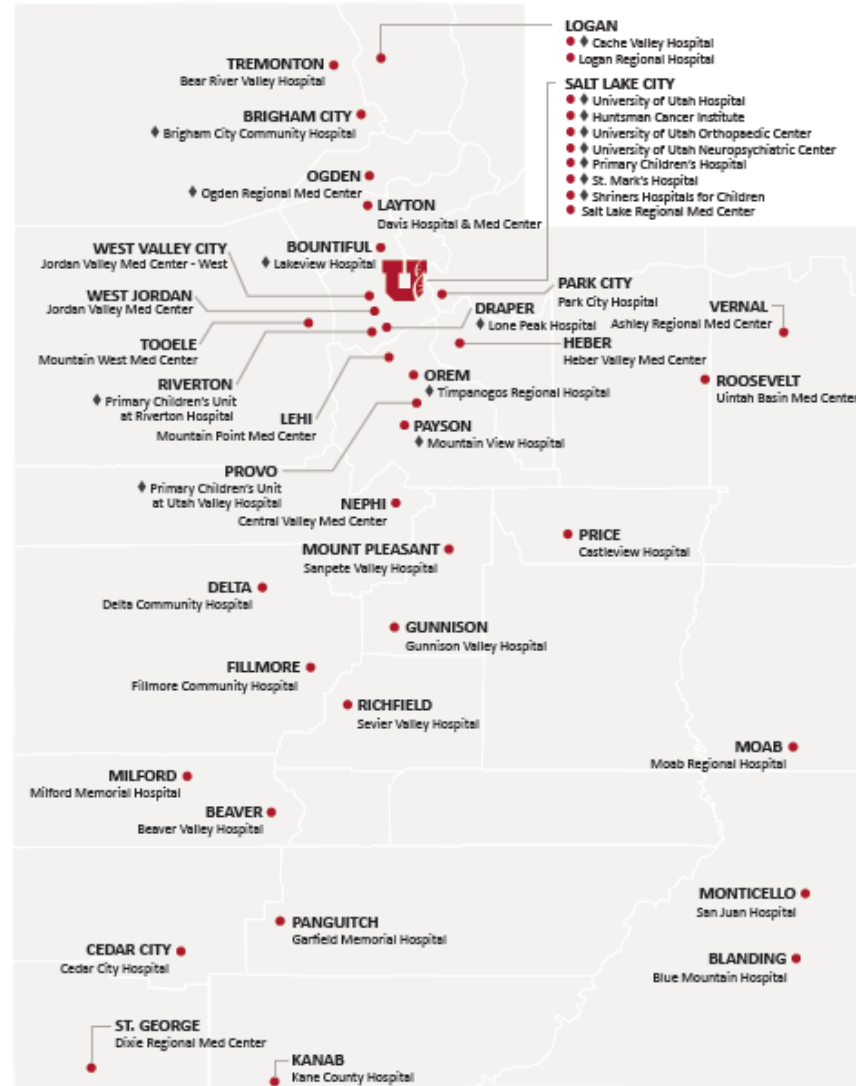 LOGAN
♦ Cache Valley Hospital
Logan Regional Hospital
TREMONTON
Bear River Valley Hospital
SALT LAKE CITY
♦ University of Utah Hospital
♦ Huntsman Cancer Institute
♦ University of Utah Orthopaedic Center
♦ University of Utah Neuropsychiatric Center
♦ Primary Children's Hospital
♦ St. Mark's Hospital
♦ Shriners Hospitals for Children
Salt Lake Regional Med Center
BRIGHAM CITY
♦ Brigham City Community Hospital
OGDEN
♦ Ogden Regional Med Center
LAYTON
Davis Hospital & Med Center
BOUNTIFUL
♦ Lakeview Hospital
U
WEST VALLEY CITY
Jordan Valley Med Center - West
PARK CITY
Park City Hospital
WEST JORDAN
Jordan Valley Med Center
DRAPER
♦ Lone Peak Hospital
VERNAL
Ashley Regional Med Center
TOOELE
Mountain West Med Center
HEBER
Heber Valley Med Center
RIVERTON
♦ Primary Children's Unit
at Riverton Hospital
OREM
♦ Timpanogos Regional Hospital
ROOSEVELT
Uintah Basin Med Center
LEHI
Mountain Point Med Center
PAYSON
♦ Mountain View Hospital
PROVO
♦ Primary Children's Unit
at Utah Valley Hospital
NEPHI
Central Valley Med Center
MOUNT PLEASANT
Sanpete Valley Hospital
PRICE
Castleview Hospital
DELTA
Delta Community Hospital
GUNNISON
Gunnison Valley Hospital
FILLMORE
Fillmore Community Hospital
RICHFIELD
Sevier Valley Hospital
MOAB
Moab Regional Hospital
MILFORD
Milford Memorial Hospital
BEAVER
Beaver Valley Hospital
MONTICELLO
San Juan Hospital
PANGUITCH
Garfield Memorial Hospital
CEDAR CITY
Cedar City Hospital
BLANDING
Blue Mountain Hospital
ST. GEORGE
Dixie Regional Med Center
KANAB
Kane County Hospital